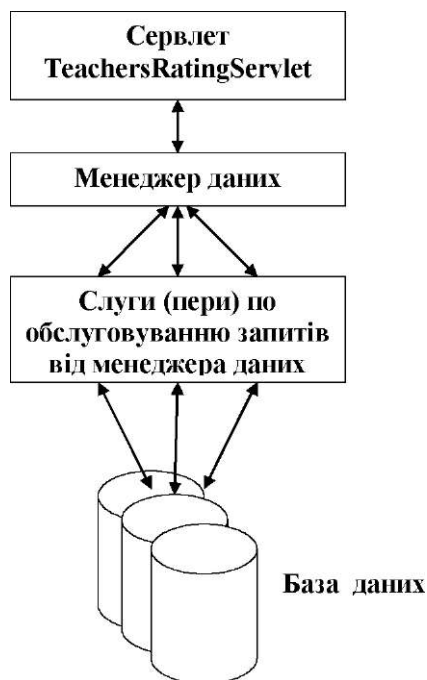 Сервлет
TeachersRatingServlet
Менеджер даних
Слуги (пери) по
обслуговуванню запитів
від менеджера даних
База даних